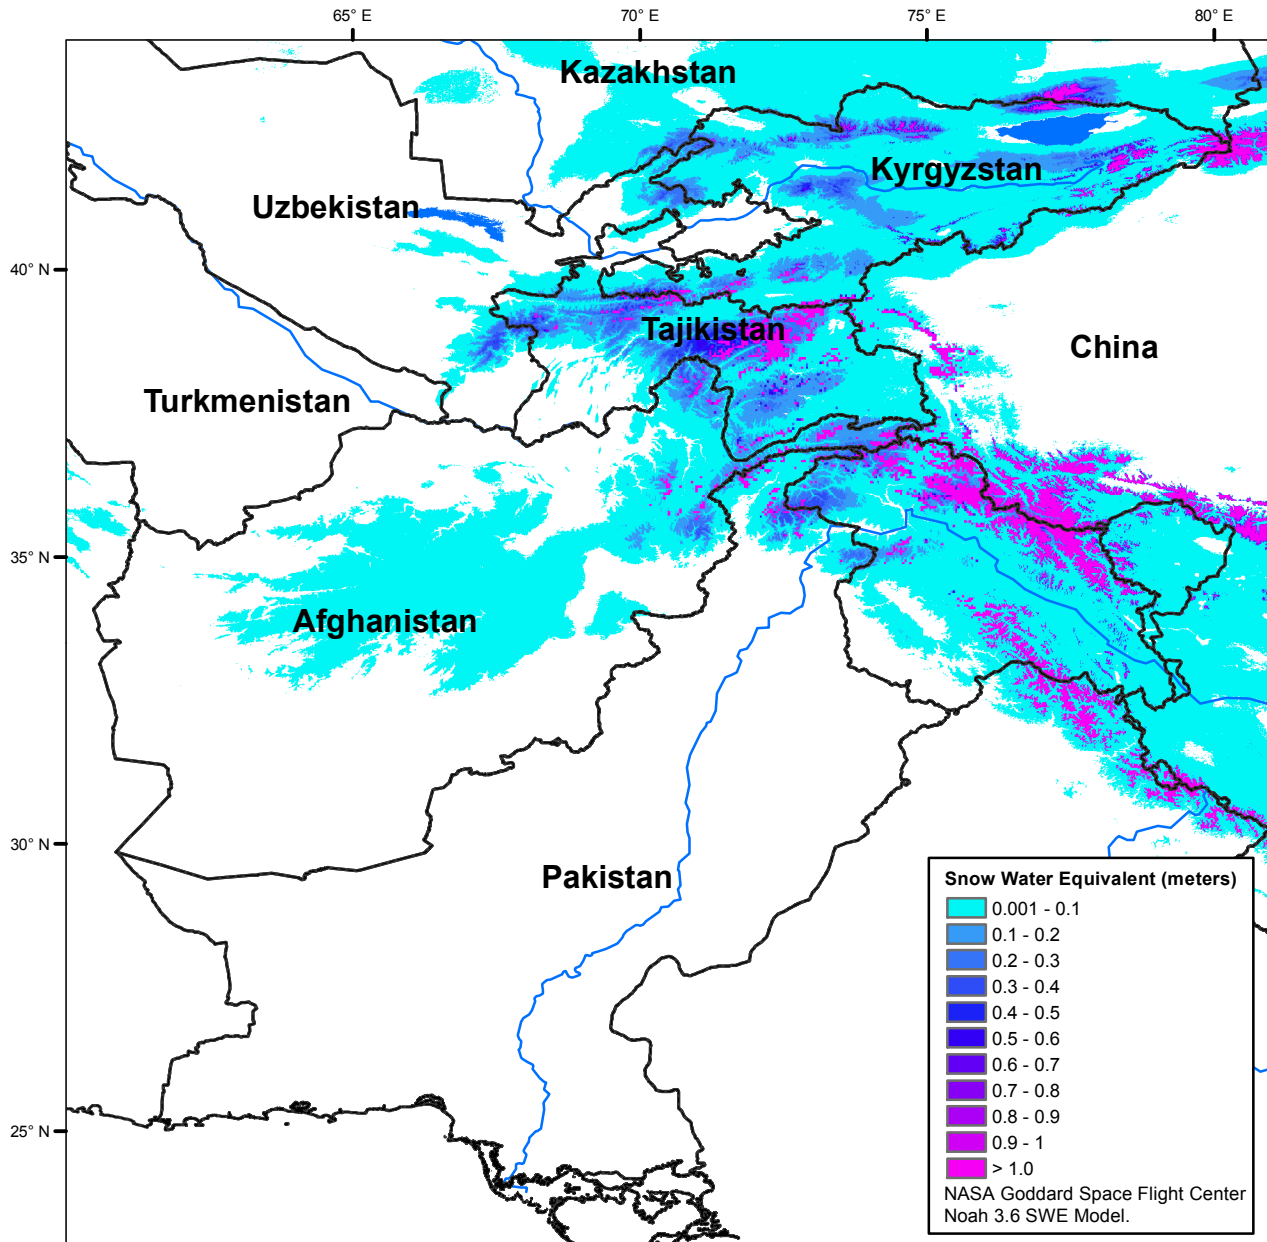 65° E
70° E
75° E
80° E
Kazakhstan
Kyrgyzstan
Uzbekistan
40° N
Tajikistan
China
Turkmenistan
35° N
Afghanistan
30° N
Pakistan
25° N
Snow Water Equivalent (meters)
0.001 - 0.1
0.1 - 0.2
0.2 - 0.3
0.3 - 0.4
0.4 - 0.5
0.5 - 0.6
0.6 - 0.7
0.7 - 0.8
0.8 - 0.9
0.9 - 1
> 1.0
NASA Goddard Space Flight Center
Noah 3.6 SWE Model.